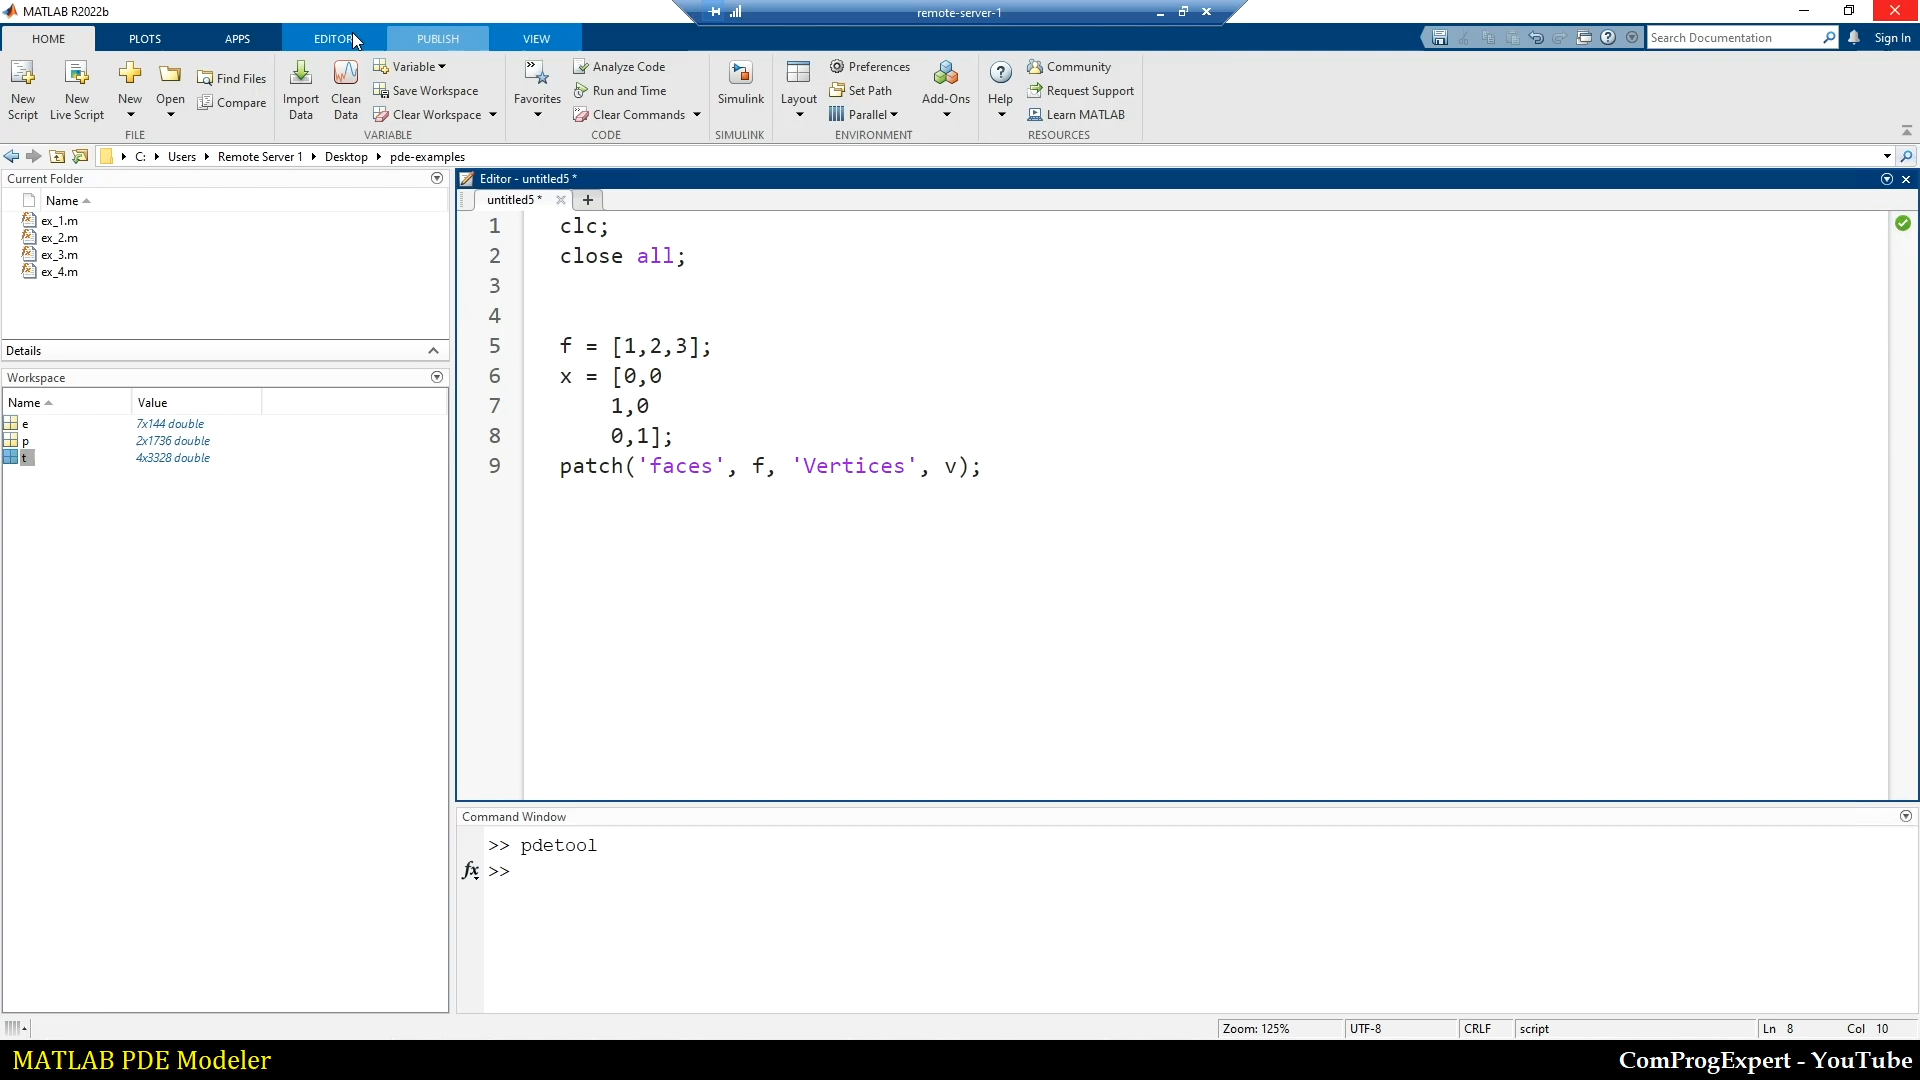 MATLAB R2022b
remote-server-1
HOME PLOTS APPS EDITOR PUBLISH VIEW
Search Documentation
Sign In
New Script
New Live Script
New
Open
Find Files
Compare
FILE
Import Data
Clean Data
Variable
Save Workspace
Clear Workspace
VARIABLE
Favorites
Analyze Code
Run and Time
Clear Commands
CODE
Simulink
SIMULINK
Layout
Preferences
Set Path
Parallel
Add-Ons
ENVIRONMENT
Help
Community
Request Support
Learn MATLAB
RESOURCES
C: Users Remote Server 1 Desktop pde-examples
Current Folder
Name
ex_1.m
ex_2.m
ex_3.m
ex_4.m
Details
Workspace
Name Value
e 7x144 double
p 2x1736 double
t 4x3328 double
Editor - untitled5 *
untitled5 *
1 clc;
2 close all;
3
4
5 f = [1,2,3];
6 x = [0,0
7 1,0
8 0,1];
9 patch('faces', f, 'Vertices', v);
Command Window
>> pdetool
fx >>
Zoom: 125% UTF-8 CRLF script Ln 8 Col 10
MATLAB PDE Modeler
ComProgExpert - YouTube